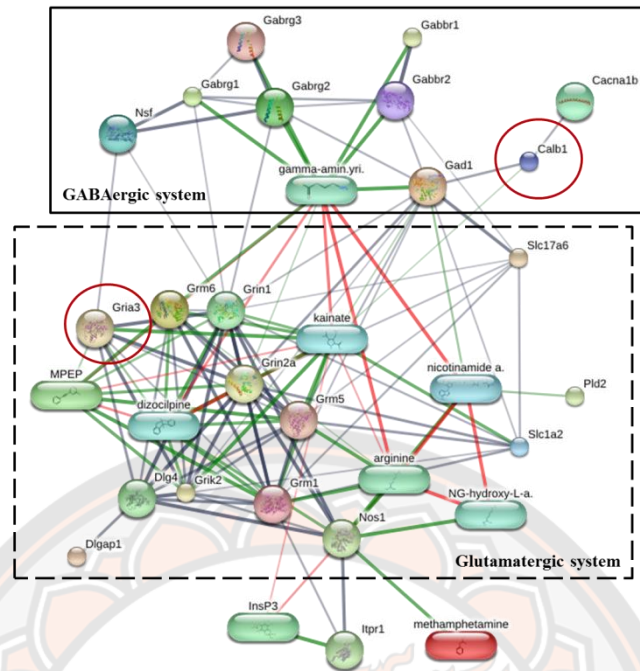 Gabrg3
Gabbr1
Gabrg1
Gabrg2
Gabbr2
Cacna1b
Nsf
Calb1
gamma-amin.yri.
Gad1
GABAergic system
Slc17a6
Grm6
Grin1
Gria3
kainate
MPEP
Grin2a
nicotinamide a.
Pld2
dizocilpine
Grm5
Slc1a2
arginine
Dlg4
Grik2
Grm1
NG-hydroxy-L-a.
Nos1
Dlgap1
Glutamatergic system
InsP3
Itpr1
methamphetamine